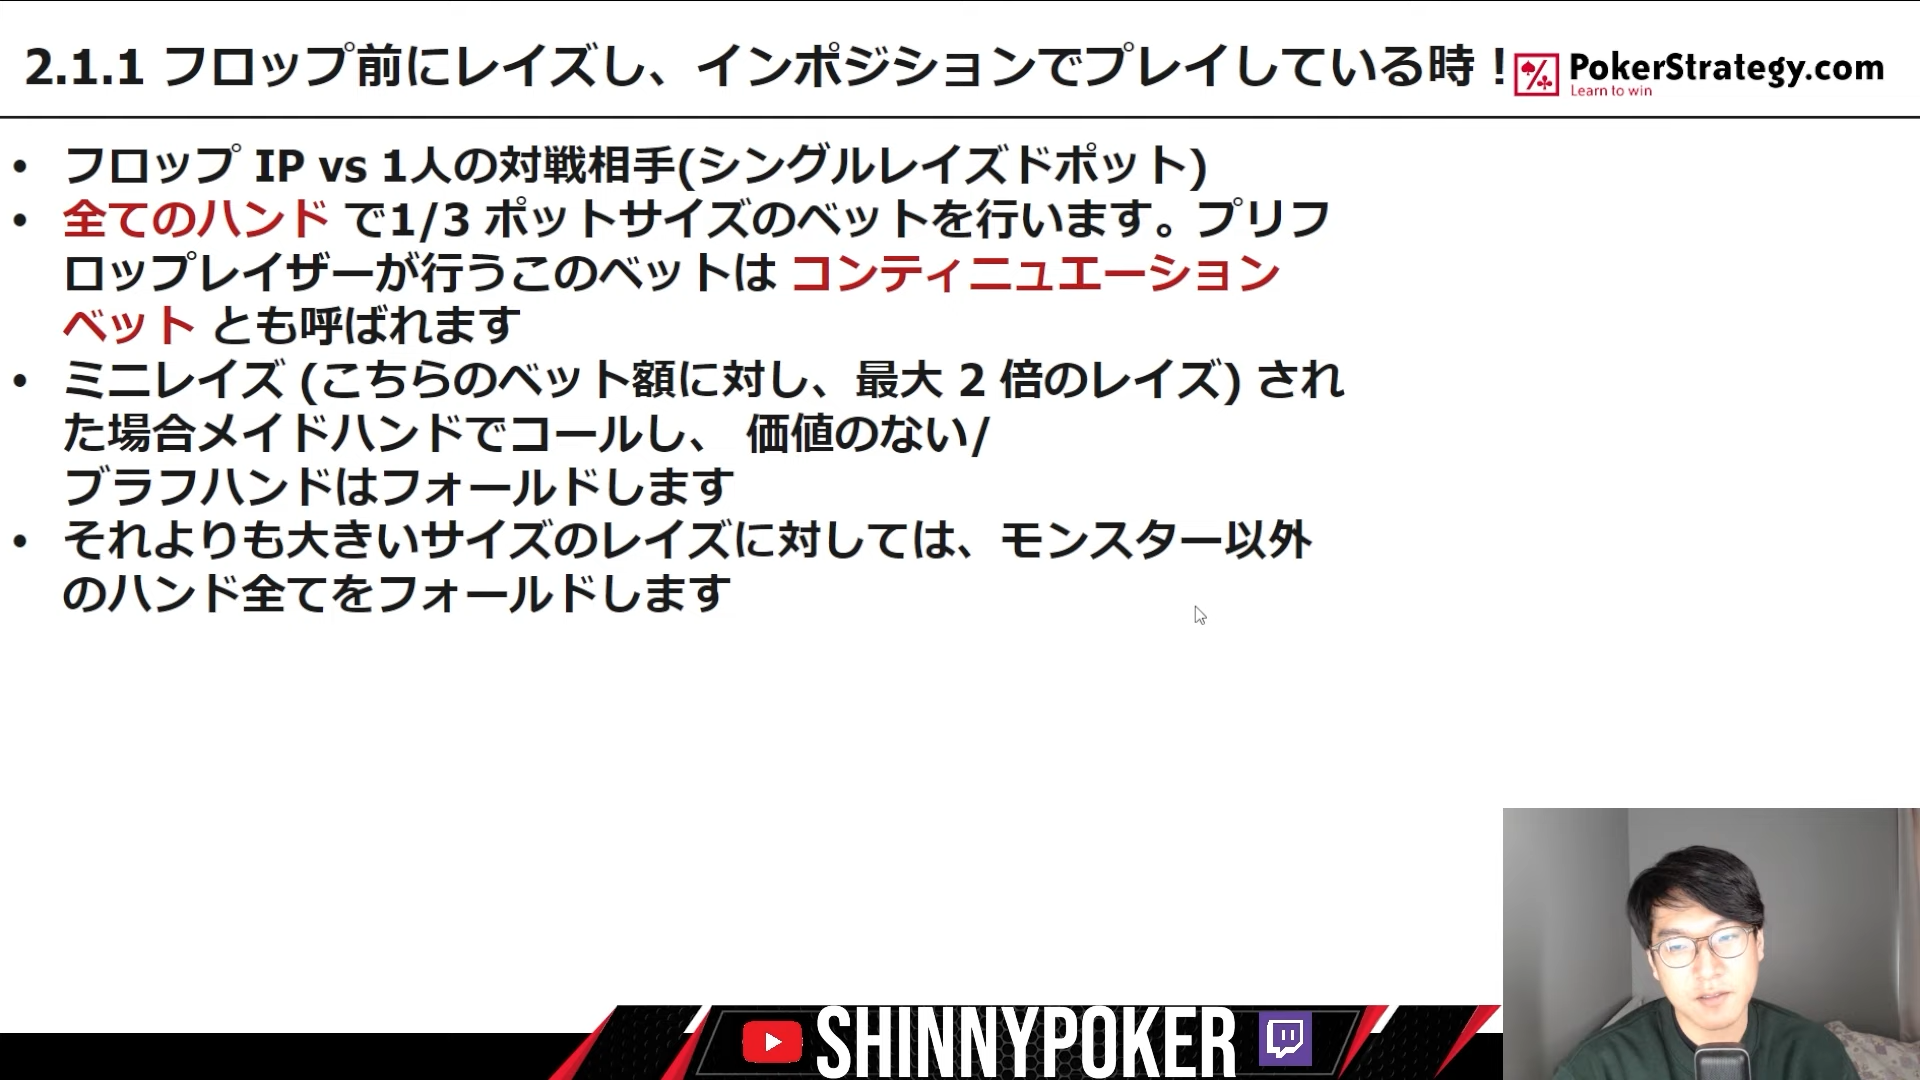 2.1.1 フロップ前にレイズし、インポジションでプレイしている時！
PokerStrategy.com
Learn to win
• フロップ IP vs 1人の対戦相手(シングルレイズドポット)
• 全てのハンド で1/3 ポットサイズのベットを行います。プリフ
ロップレイザーが行うこのベットは コンティニュエーション
ベット とも呼ばれます
• ミニレイズ (こちらのベット額に対し、最大 2 倍のレイズ) され
た場合メイドハンドでコールし、 価値のない/
ブラフハンドはフォールドします
• それよりも大きいサイズのレイズに対しては、モンスター以外
のハンド全てをフォールドします
SHINNYPOKER